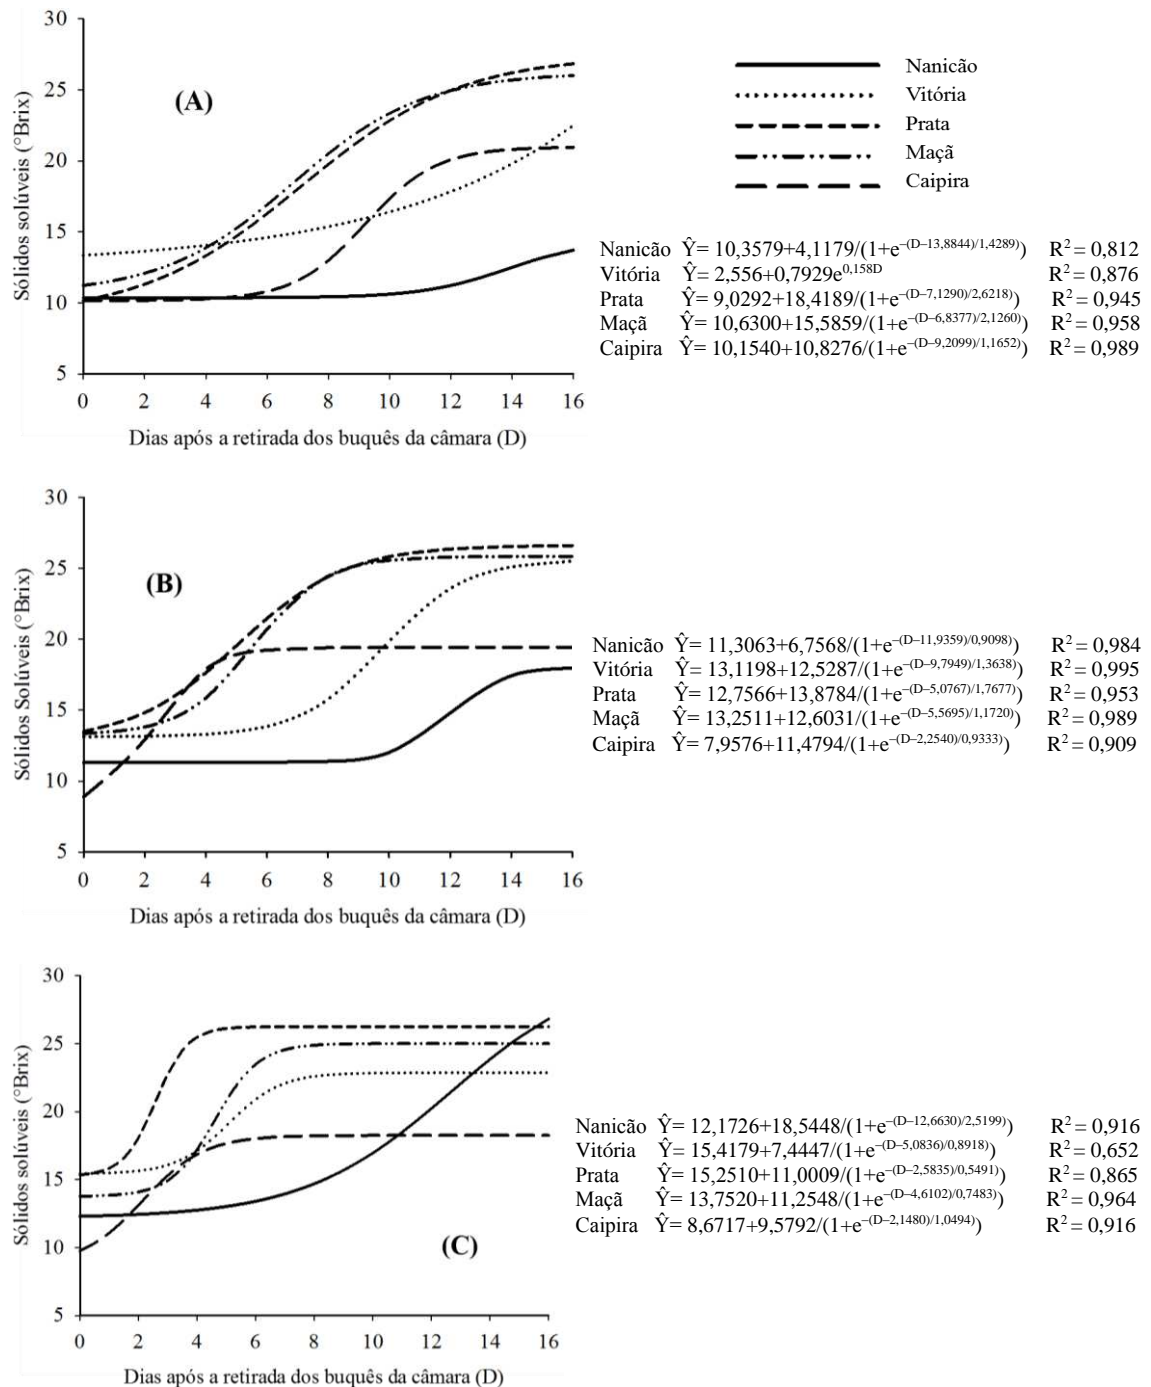 30
25
20
15
10
5
Sólidos solúveis (°Brix)
(A)
0 2 4 6 8 10 12 14 16
Dias após a retirada dos buquês da câmara (D)
Nanicão
Vitória
Prata
Maçã
Caipira
Nanicão Ŷ= 10,3579+4,1179/(1+e^–(D–13,8844)/1,4289)) R² = 0,812
Vitória Ŷ= 2,556+0,7929e^0,158D R² = 0,876
Prata Ŷ= 9,0292+18,4189/(1+e^–(D–7,1290)/2,6218) R² = 0,945
Maçã Ŷ= 10,6300+15,5859/(1+e^–(D–6,8377)/2,1260) R² = 0,958
Caipira Ŷ= 10,1540+10,8276/(1+e^–(D–9,2099)/1,1652) R² = 0,989
30
25
20
15
10
5
Sólidos Solúveis (°Brix)
(B)
0 2 4 6 8 10 12 14 16
Dias após a retirada dos buquês da câmara (D)
Nanicão Ŷ= 11,3063+6,7568/(1+e^–(D–11,9359)/0,9098) R² = 0,984
Vitória Ŷ= 13,1198+12,5287/(1+e^–(D–9,7949)/1,3638) R² = 0,995
Prata Ŷ= 12,7566+13,8784/(1+e^–(D–5,0767)/1,7677) R² = 0,953
Maçã Ŷ= 13,2511+12,6031/(1+e^–(D–5,5695)/1,1720) R² = 0,989
Caipira Ŷ= 7,9576+11,4794/(1+e^–(D–2,2540)/0,9333) R² = 0,909
30
25
20
15
10
5
Sólidos solúveis (°Brix)
(C)
0 2 4 6 8 10 12 14 16
Dias após a retirada dos buquês da câmara (D)
Nanicão Ŷ= 12,1726+18,5448/(1+e^–(D–12,6630)/2,5199) R² = 0,916
Vitória Ŷ= 15,4179+7,4447/(1+e^–(D–5,0836)/0,8918) R² = 0,652
Prata Ŷ= 15,2510+11,0009/(1+e^–(D–2,5835)/0,5491) R² = 0,865
Maçã Ŷ= 13,7520+11,2548/(1+e^–(D–4,6102)/0,7483) R² = 0,964
Caipira Ŷ= 8,6717+9,5792/(1+e^–(D–2,1480)/1,0494) R² = 0,916